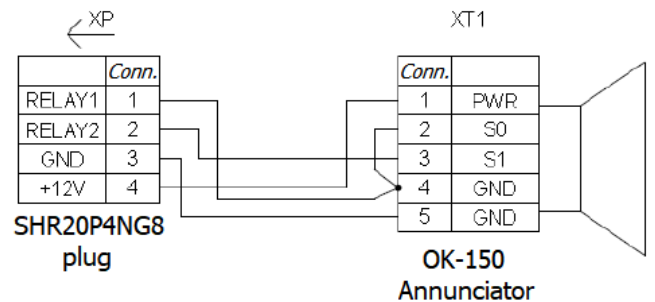 XP
XT1
Conn.
RELAY1 1
RELAY2 2
GND 3
+12V 4
SHR20P4NG8
plug
Conn.
1 PWR
2 S0
3 S1
4 GND
5 GND
OK-150
Annunciator